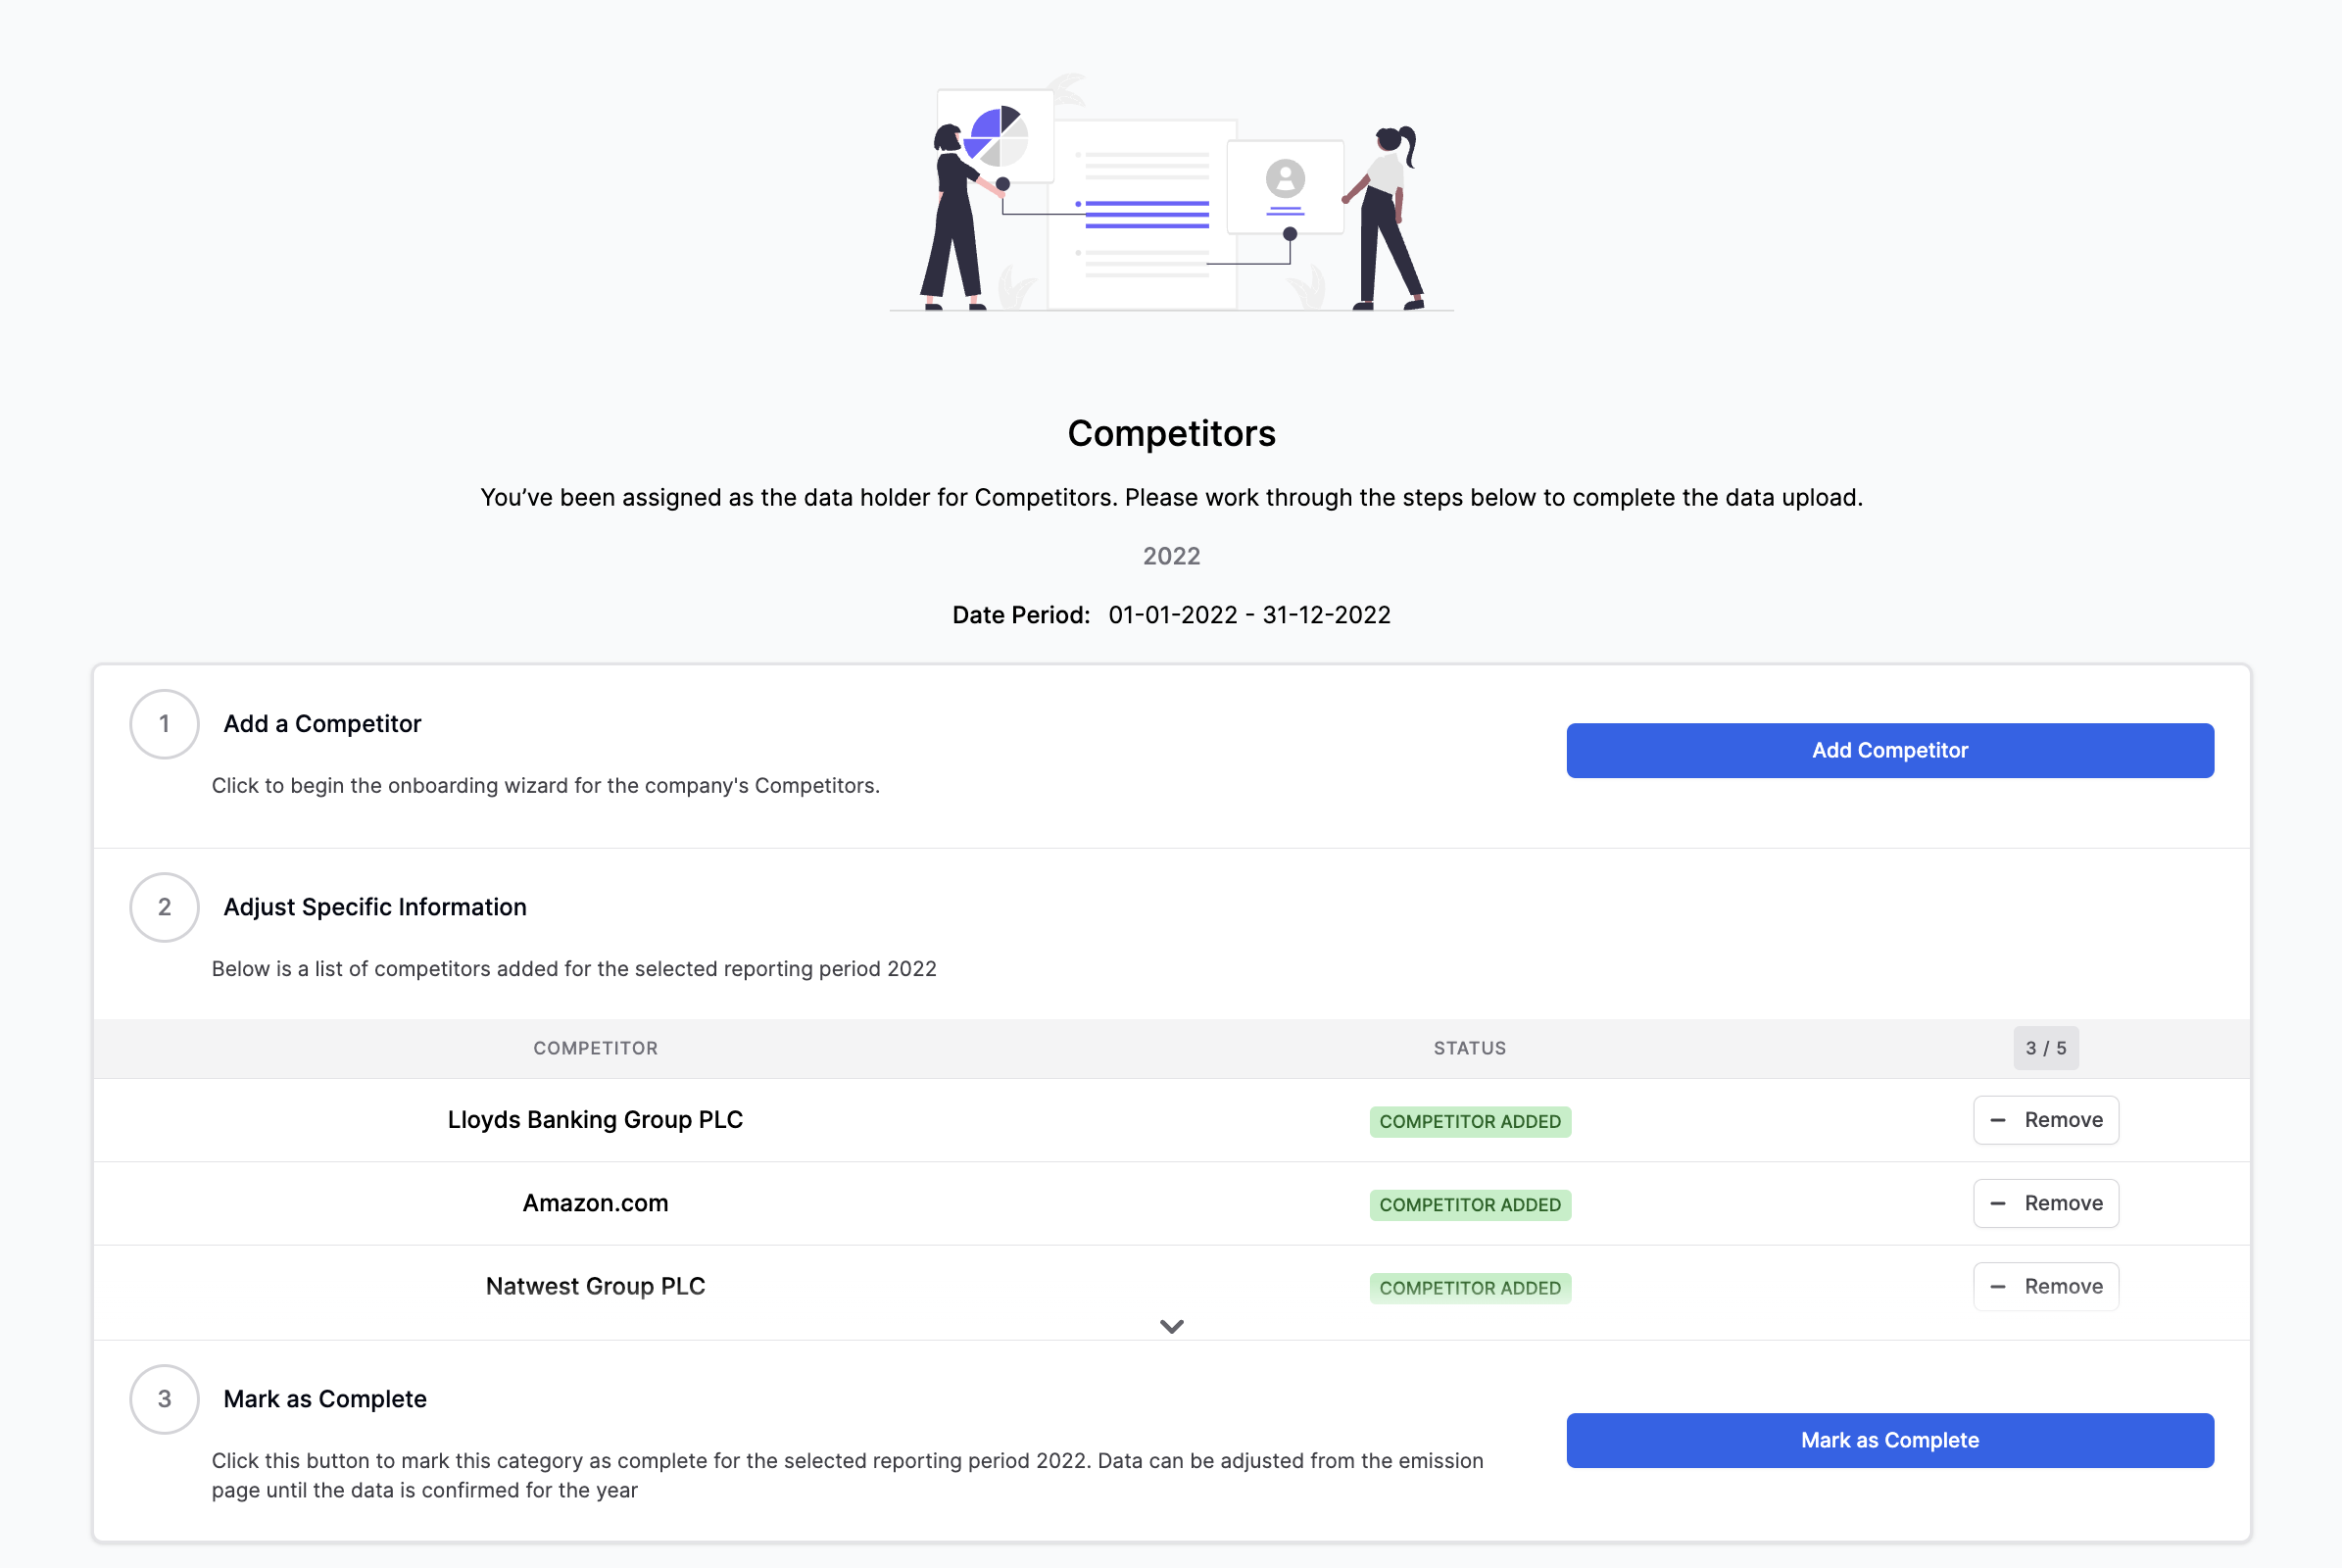 Competitors
You’ve been assigned as the data holder for Competitors. Please work through the steps below to complete the data upload.
2022
Date Period: 01-01-2022 - 31-12-2022
1 Add a Competitor
Add Competitor
Click to begin the onboarding wizard for the company's Competitors.
2 Adjust Specific Information
Below is a list of competitors added for the selected reporting period 2022
COMPETITOR STATUS 3 / 5
Lloyds Banking Group PLC COMPETITOR ADDED Remove
Amazon.com COMPETITOR ADDED Remove
Natwest Group PLC COMPETITOR ADDED Remove
3 Mark as Complete
Mark as Complete
Click this button to mark this category as complete for the selected reporting period 2022. Data can be adjusted from the emission
page until the data is confirmed for the year